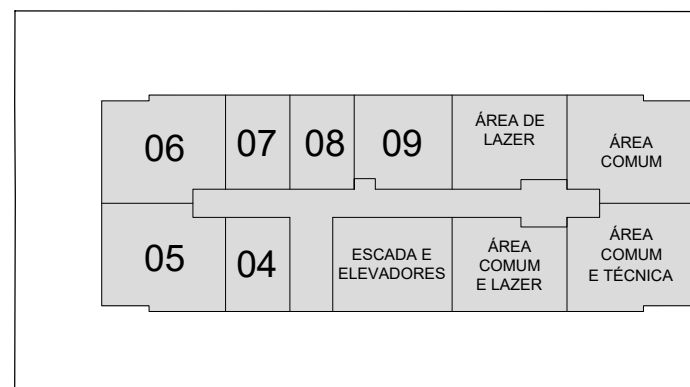 06
07
08
09
ÁREA DE
LAZER
ÁREA
COMUM
05
04
ESCADA E
ELEVADORES
ÁREA
COMUM
E LAZER
ÁREA
COMUM
E TÉCNICA